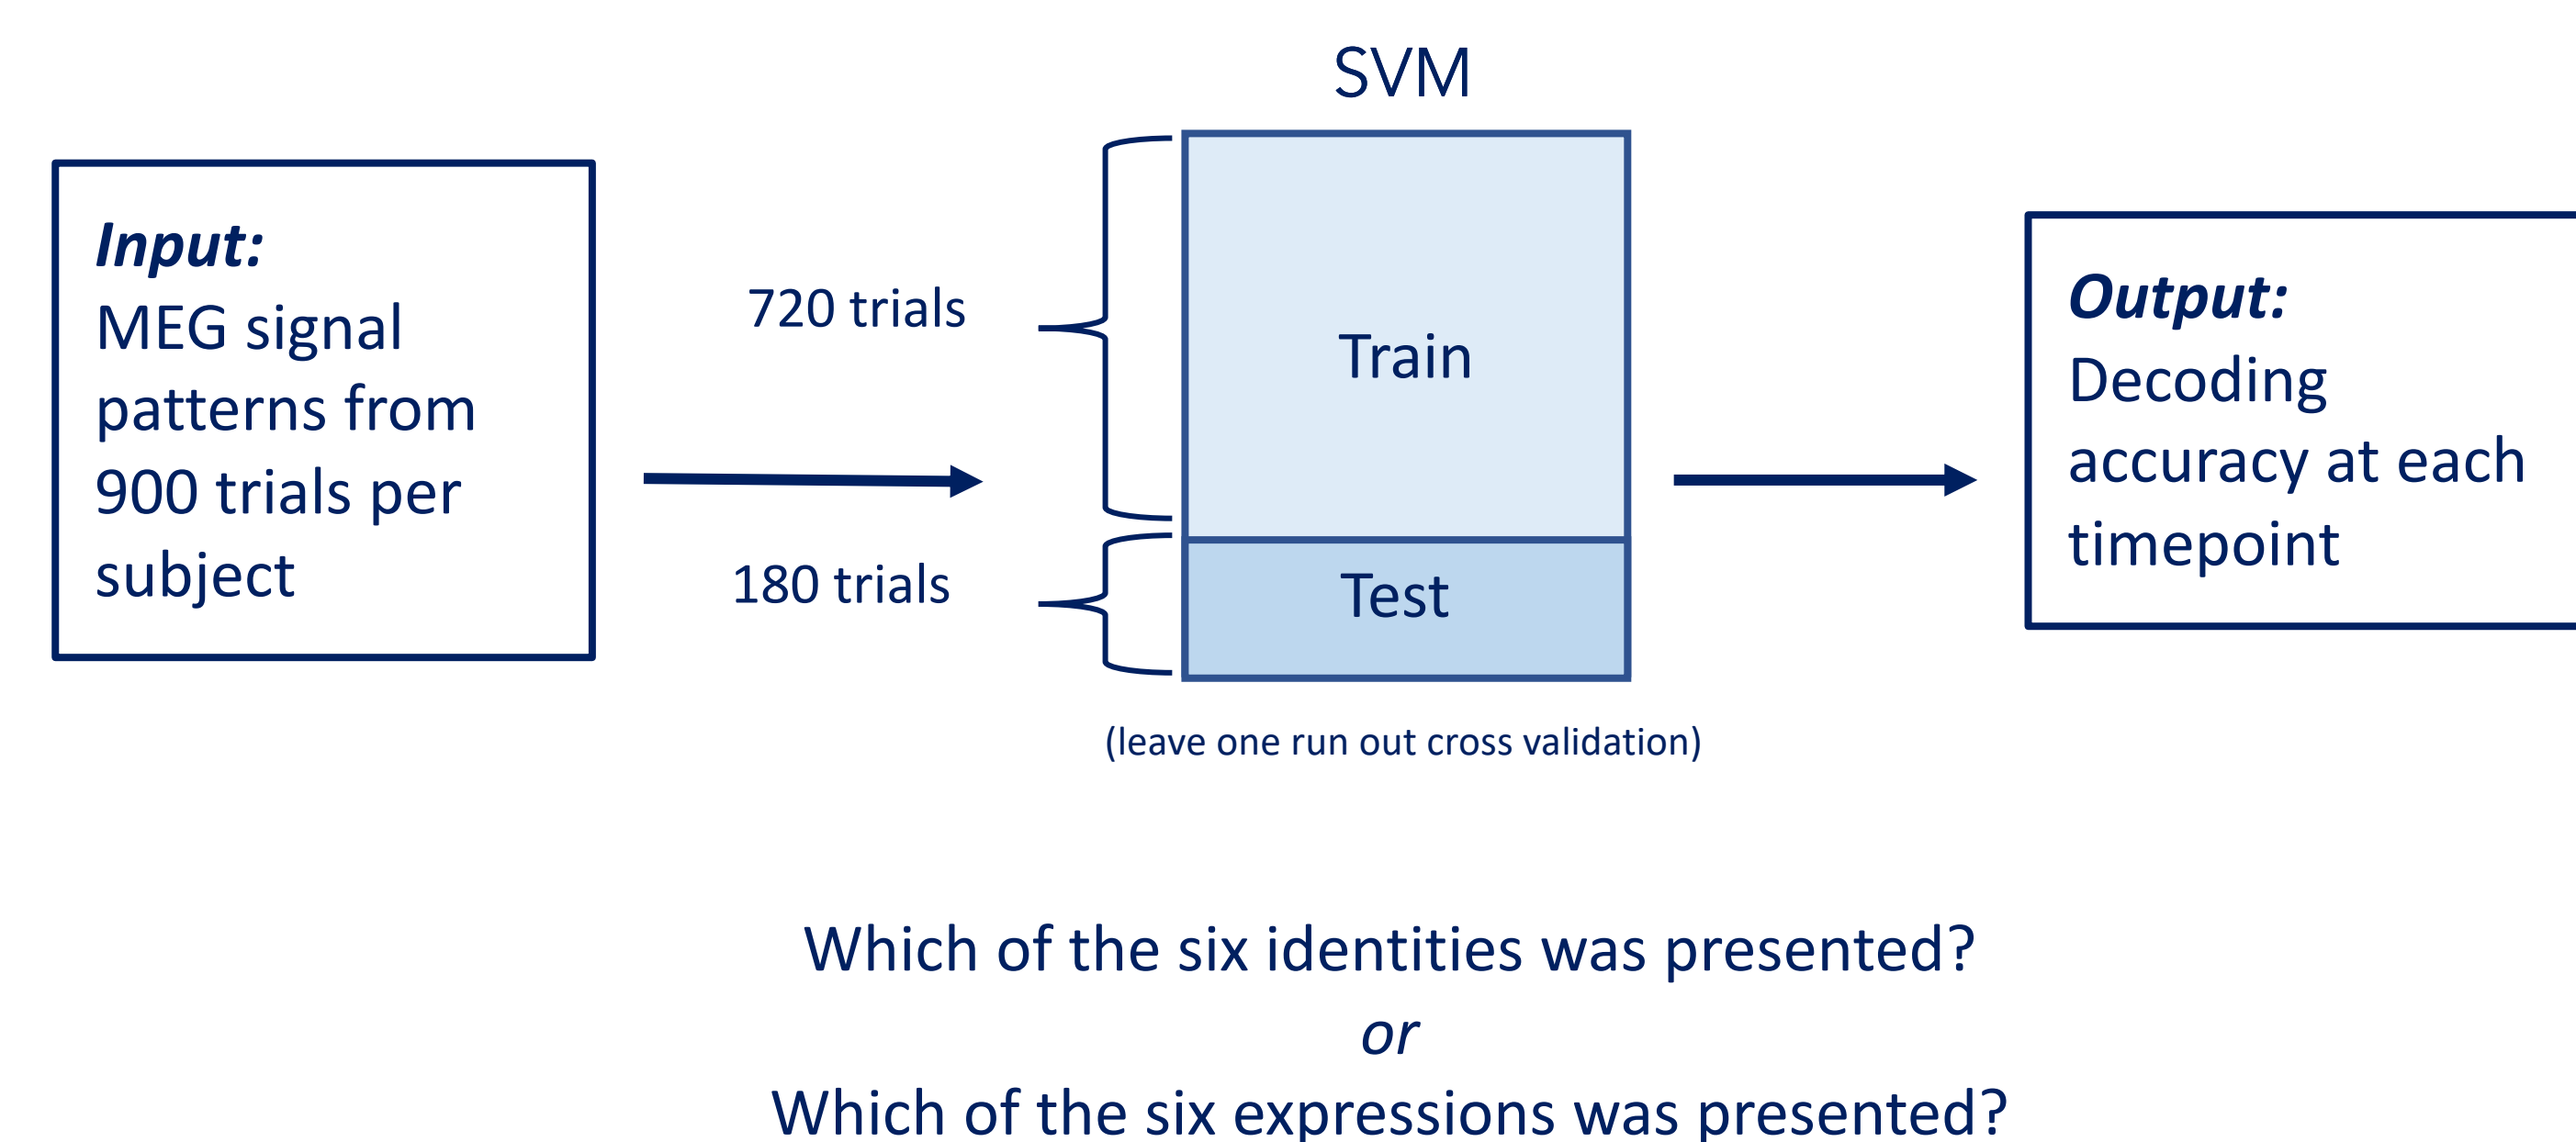 SVM
Input:
MEG signal
patterns from
900 trials per
subject
720 trials
180 trials
Train
Test
(leave one run out cross validation)
Output:
Decoding
accuracy at each
timepoint
Which of the six identities was presented?
or
Which of the six expressions was presented?